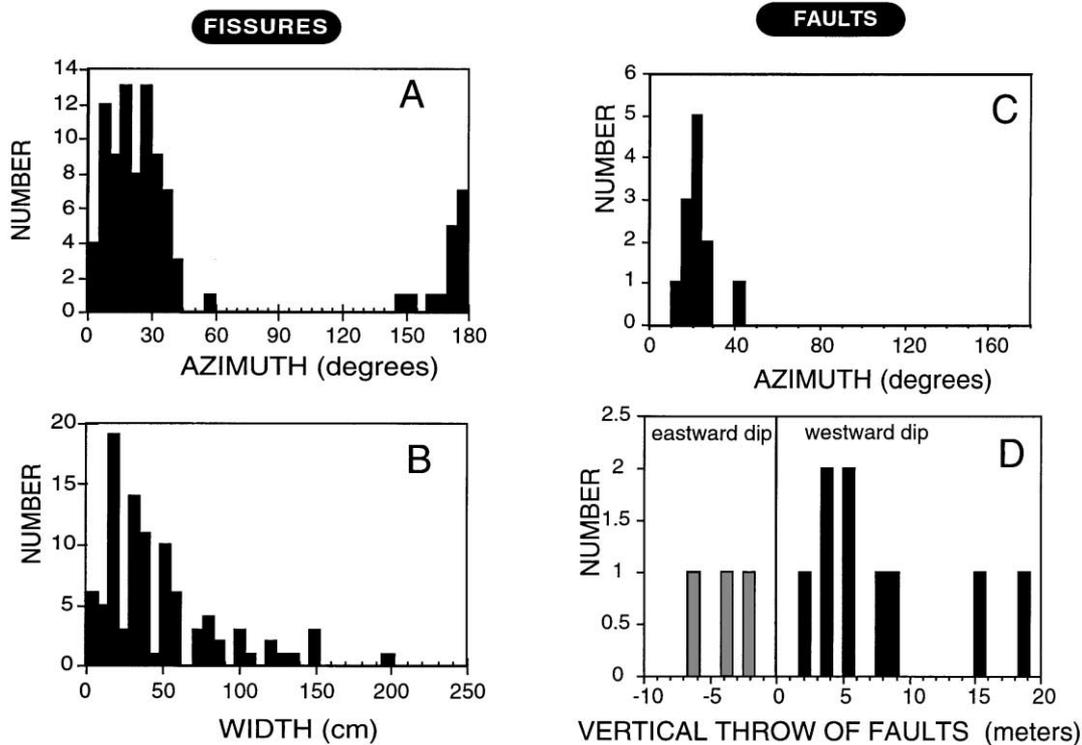 FISSURES
FAULTS
A
14
12
10
8
6
4
2
0
NUMBER
0 30 60 90 120 150 180
AZIMUTH (degrees)
C
6
5
4
3
2
1
0
NUMBER
0 40 80 120 160
AZIMUTH (degrees)
B
20
15
10
5
0
NUMBER
0 50 100 150 200 250
WIDTH (cm)
eastward dip westward dip
D
2.5
2
1.5
1
0.5
0
NUMBER
-10 -5 0 5 10 15 20
VERTICAL THROW OF FAULTS (meters)